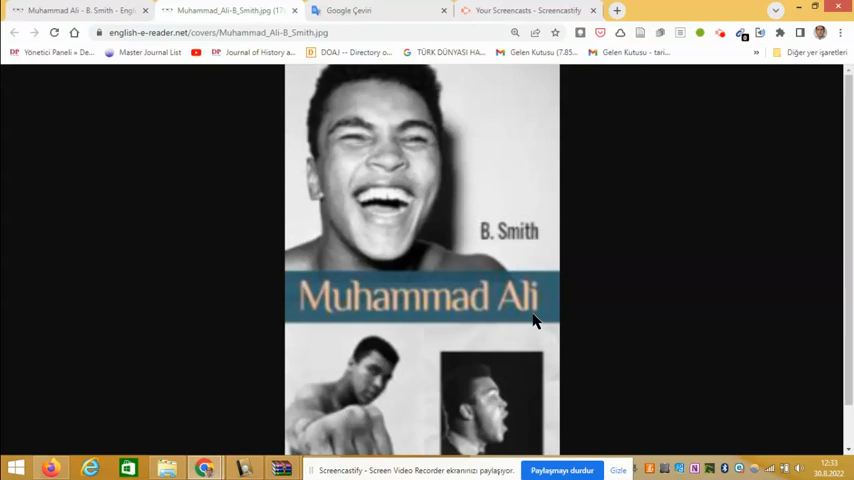 Muhammad Ali - B. Smith - Engli
Muhammad_Ali-B_Smith.jpg (17
Google Çeviri
Your Screencasts - Screencastify
english-e-reader.net/covers/Muhammad_Ali-B_Smith.jpg
Yönetici Paneli » De...
Master Journal List
Journal of History a...
DOAJ -- Directory o...
TÜRK DÜNYASI HA...
Gelen Kutusu (7.85...
Gelen Kutusu - tari...
»
Diğer yer işaretleri
B. Smith
Muhammad Ali
Screencastify - Screen Video Recorder ekranınızı paylaşıyor.
Paylaşmayı durdur
Gizle
12:33
30.8.2022